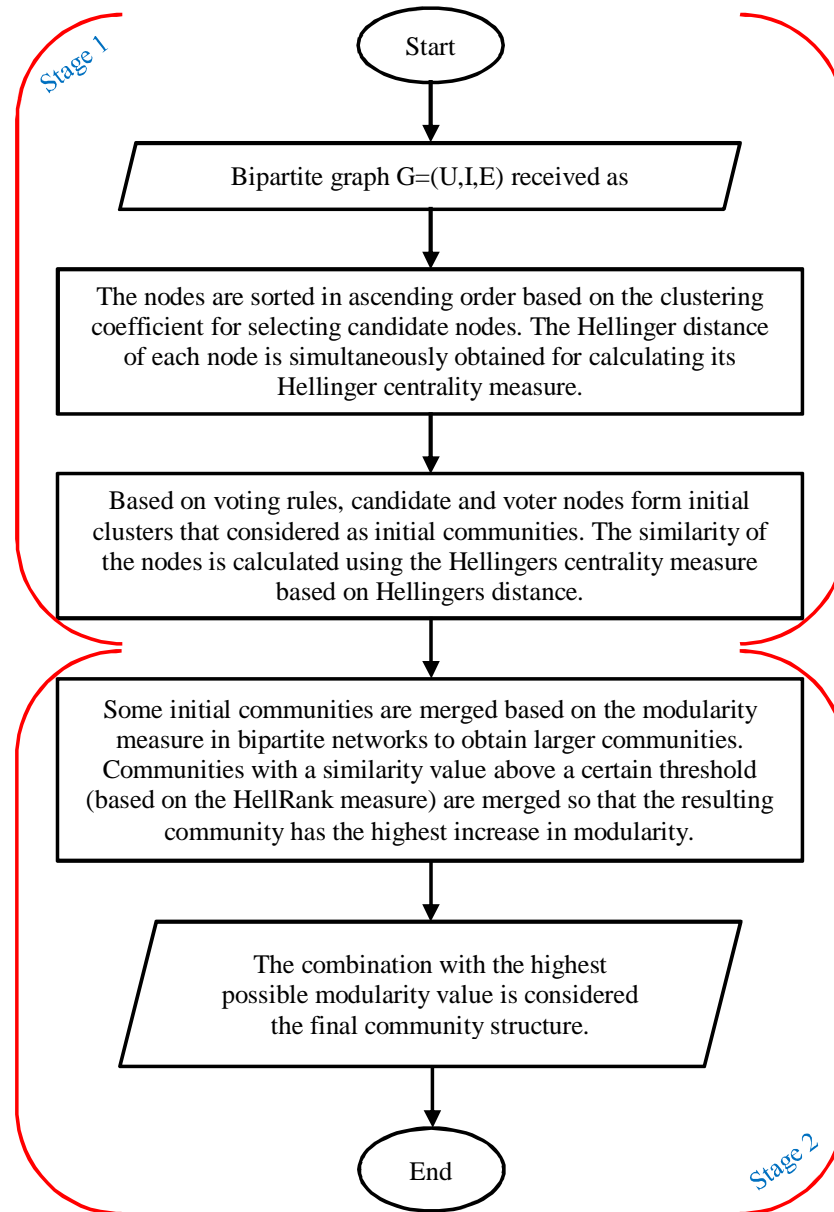 Stage 1
Start
Bipartite graph G=(U,I,E) received as
The nodes are sorted in ascending order based on the clustering
coefficient for selecting candidate nodes. The Hellinger distance
of each node is simultaneously obtained for calculating its
Hellinger centrality measure.
Based on voting rules, candidate and voter nodes form initial
clusters that considered as initial communities. The similarity of
the nodes is calculated using the Hellingers centrality measure
based on Hellingers distance.
Some initial communities are merged based on the modularity
measure in bipartite networks to obtain larger communities.
Communities with a similarity value above a certain threshold
(based on the HellRank measure) are merged so that the resulting
community has the highest increase in modularity.
The combination with the highest
possible modularity value is considered
the final community structure.
End
Stage 2